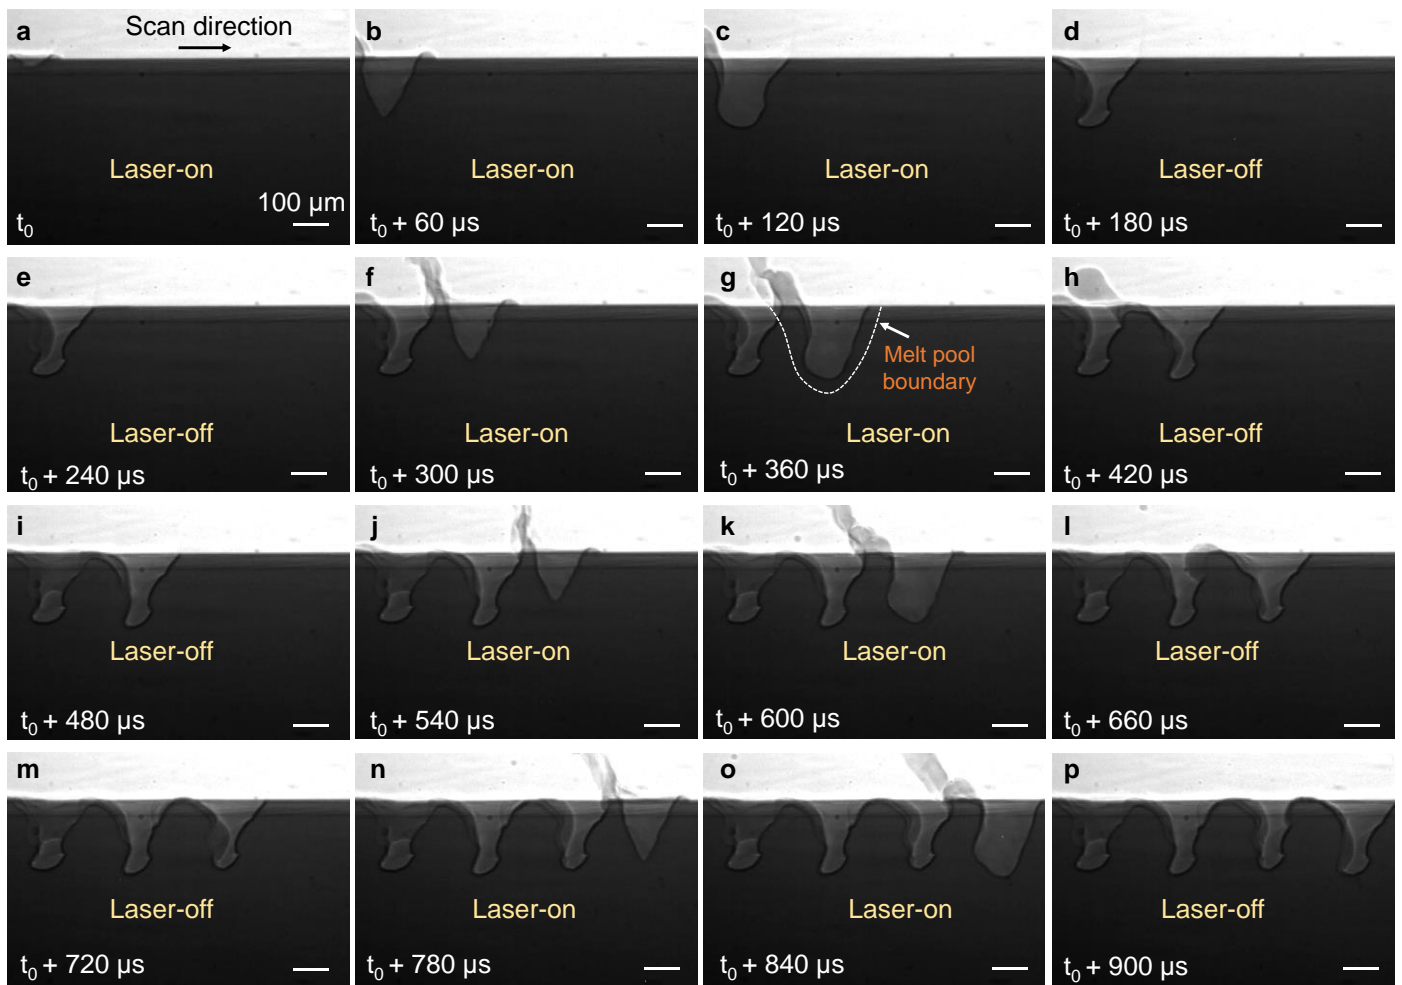 a
Scan direction
Laser-on
100 µm
t₀
b
Laser-on
t₀ + 60 µs
c
Laser-on
t₀ + 120 µs
d
Laser-off
t₀ + 180 µs
e
Laser-off
t₀ + 240 µs
f
Laser-on
t₀ + 300 µs
g
Melt pool
boundary
Laser-on
t₀ + 360 µs
h
Laser-off
t₀ + 420 µs
i
Laser-off
t₀ + 480 µs
j
Laser-on
t₀ + 540 µs
k
Laser-on
t₀ + 600 µs
l
Laser-off
t₀ + 660 µs
m
Laser-off
t₀ + 720 µs
n
Laser-on
t₀ + 780 µs
o
Laser-on
t₀ + 840 µs
p
Laser-off
t₀ + 900 µs